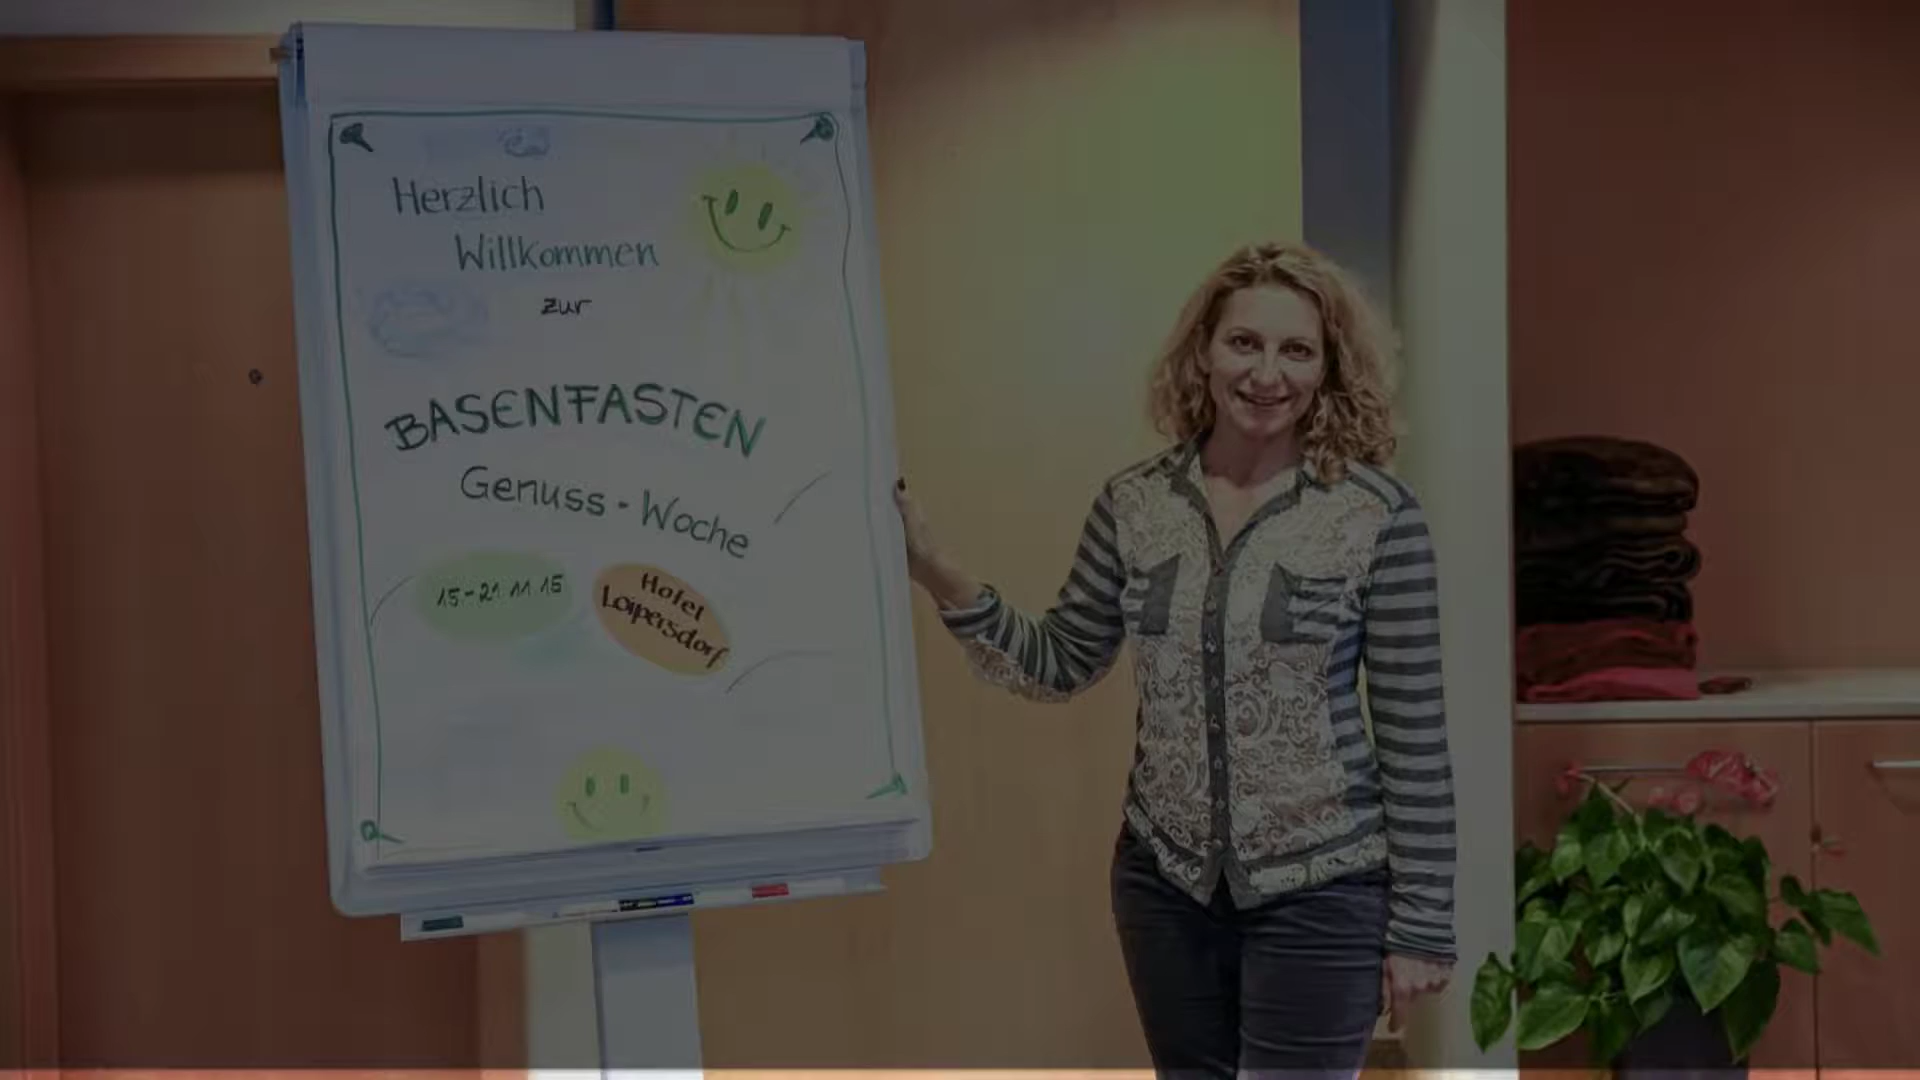 Herzlich
Willkommen
zur
BASENFASTEN
Genuss - Woche
15-21.11.15
Hotel
Loipersdorf